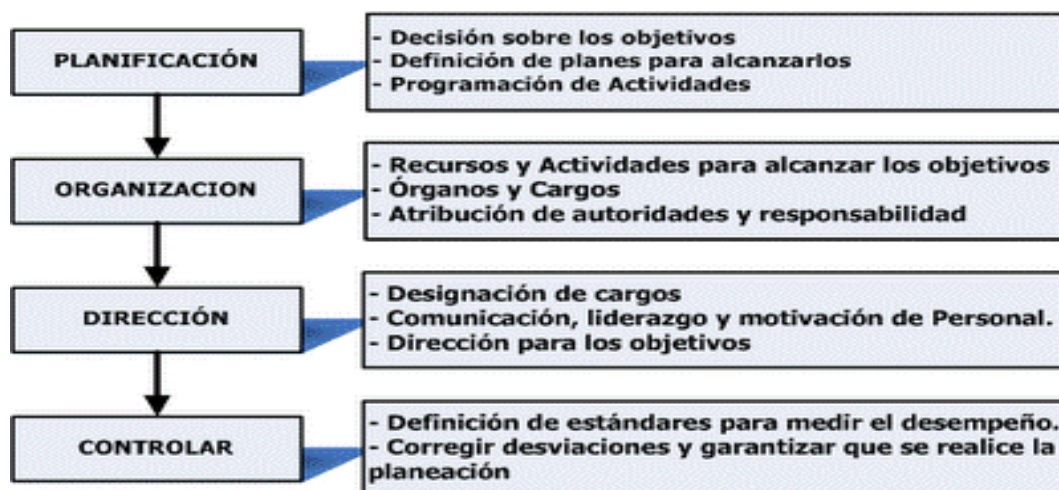 PLANIFICACIÓN
- Decisión sobre los objetivos
- Definición de planes para alcanzarlos
- Programación de Actividades
ORGANIZACION
- Recursos y Actividades para alcanzar los objetivos
- Órganos y Cargos
- Atribución de autoridades y responsabilidad
DIRECCIÓN
- Designación de cargos
- Comunicación, liderazgo y motivación de Personal.
- Dirección para los objetivos
CONTROLAR
- Definición de estándares para medir el desempeño.
- Corregir desviaciones y garantizar que se realice la
planeación